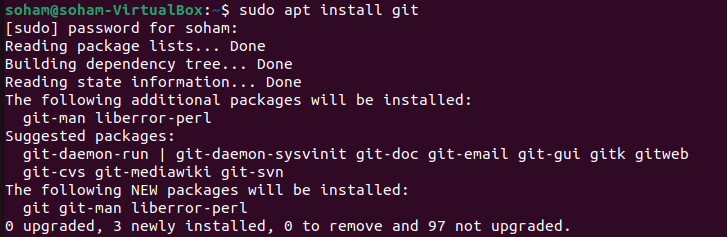 soham@soham-VirtualBox:~$ sudo apt install git
[sudo] password for soham:
Reading package lists... Done
Building dependency tree... Done
Reading state information... Done
The following additional packages will be installed:
  git-man liberror-perl
Suggested packages:
  git-daemon-run | git-daemon-sysvinit git-doc git-email git-gui gitk gitweb
  git-cvs git-mediawiki git-svn
The following NEW packages will be installed:
  git git-man liberror-perl
0 upgraded, 3 newly installed, 0 to remove and 97 not upgraded.